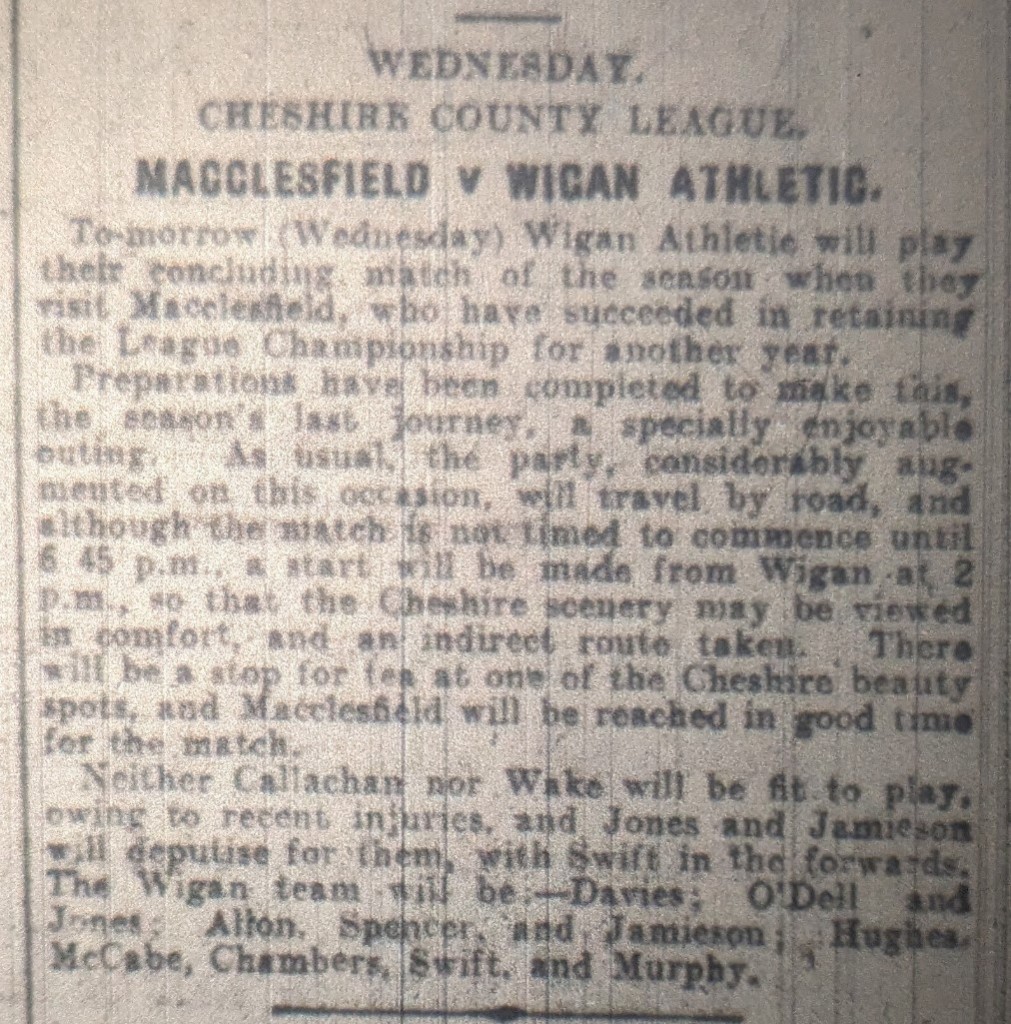 WEDNESDAY.
CHESHIRE COUNTY LEAGUE.
MACCLESFIELD v WIGAN ATHLETIC.
To-morrow (Wednesday) Wigan Athletic will play
their concluding match of the season when they
visit Macclesfield, who have succeeded in retaining
the League Championship for another year.
Preparations have been completed to make this,
the season's last journey, a specially enjoyable
outing. As usual, the party, considerably aug-
mented on this occasion, will travel by road, and
although the match is not timed to commence until
6 45 p.m., a start will be made from Wigan at 2
p.m., so that the Cheshire scenery may be viewed
in comfort, and an indirect route taken. There
will be a stop for tea at one of the Cheshire beauty
spots, and Macclesfield will be reached in good time
for the match.
Neither Callachan nor Wake will be fit to play,
owing to recent injuries, and Jones and Jamieson
will deputise for them, with Swift in the forwards.
The Wigan team will be:—Davies; O'Dell and
Jones; Alton, Spencer, and Jamieson; Hughes,
McCabe, Chambers, Swift, and Murphy.